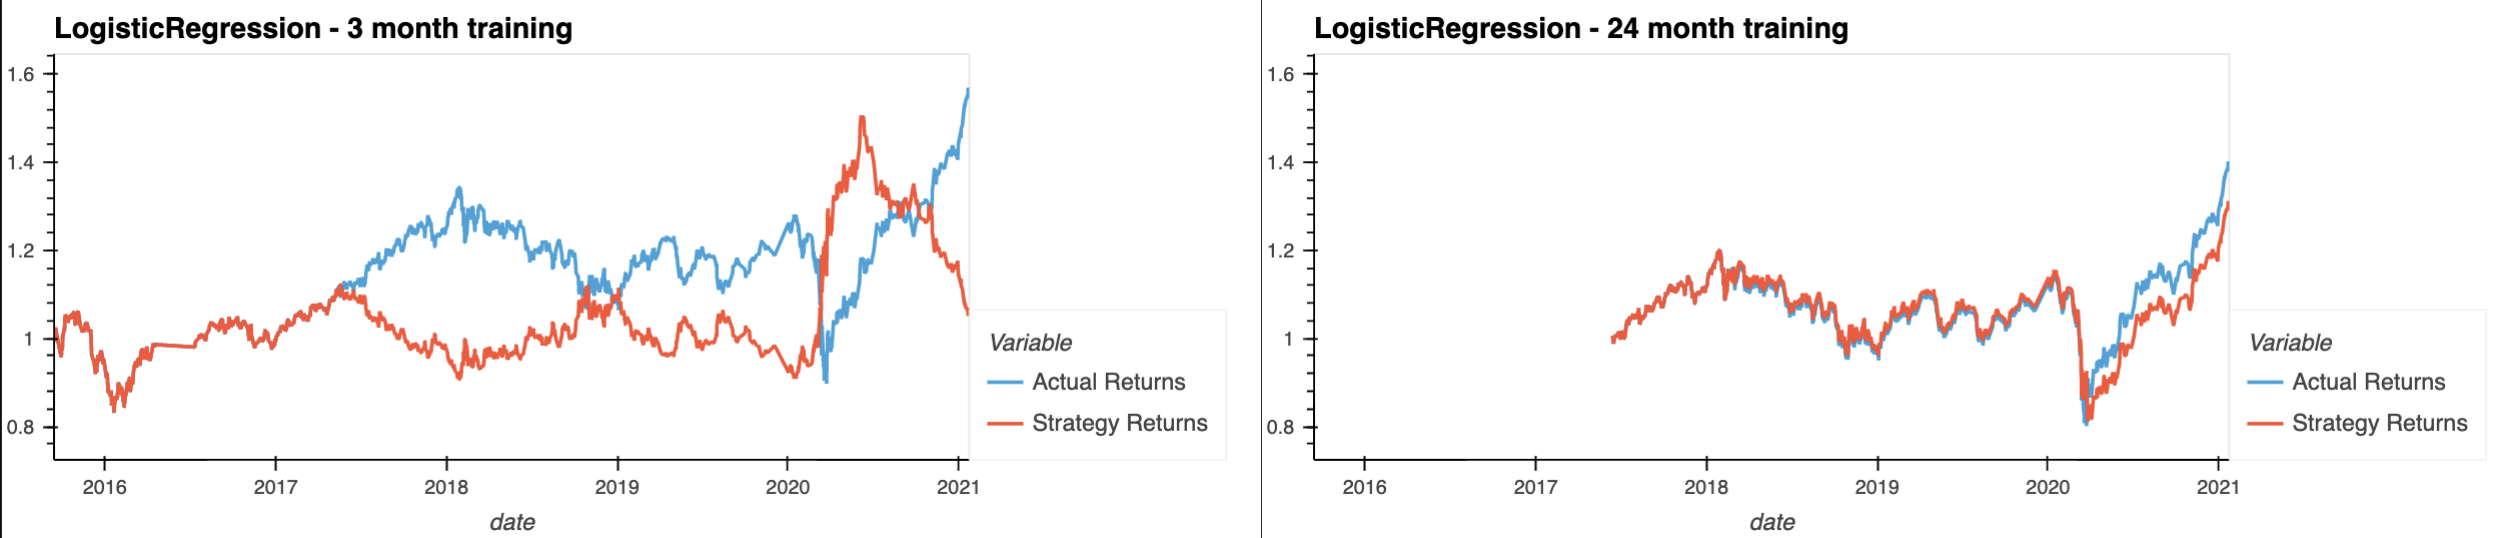 LogisticRegression - 3 month training
1.6
1.4
1.2
1
0.8
2016 2017 2018 2019 2020 2021
date
Variable
Actual Returns
Strategy Returns
LogisticRegression - 24 month training
1.6
1.4
1.2
1
0.8
2016 2017 2018 2019 2020 2021
date
Variable
Actual Returns
Strategy Returns